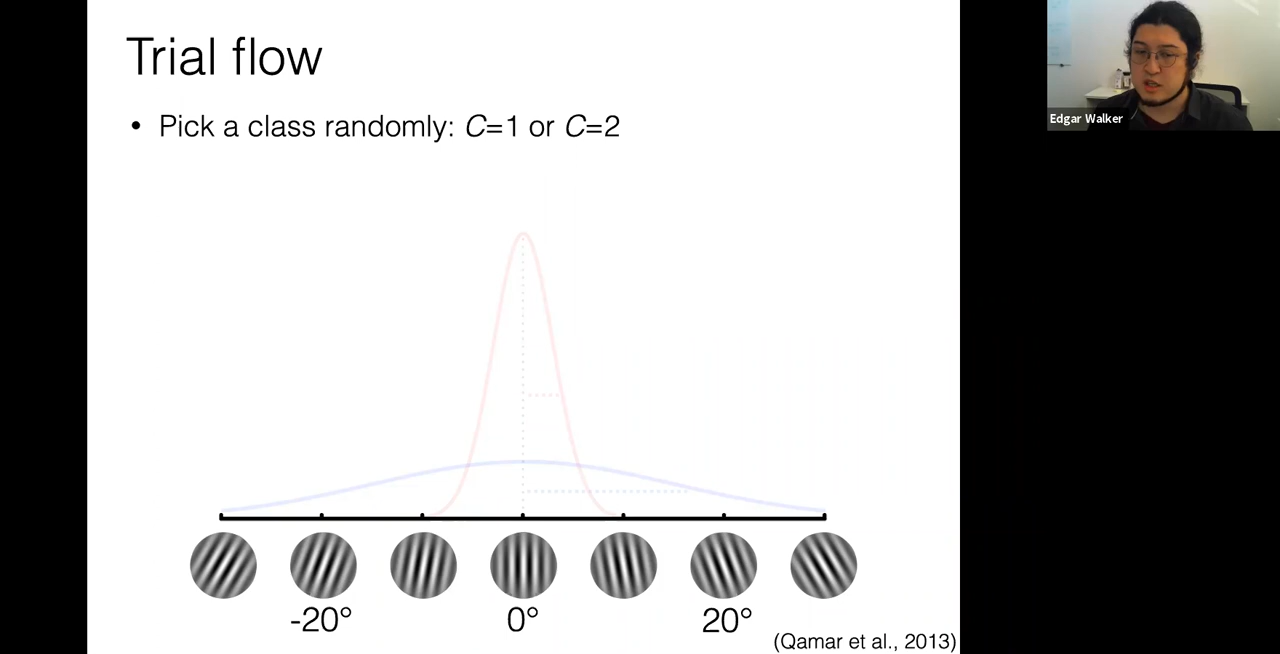 Trial flow
• Pick a class randomly: C=1 or C=2
-20° 0° 20°
(Qamar et al., 2013)
Edgar Walker